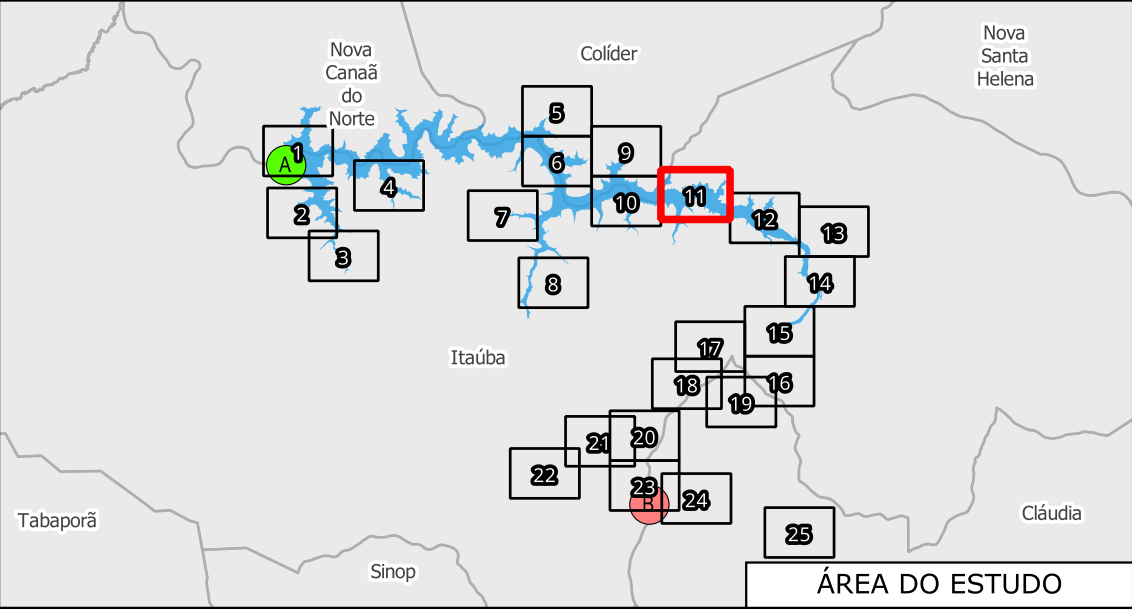 Nova
Canaã
do
Norte
Colíder
Nova
Santa
Helena
5
1
A
9
6
4
11
10
2
7
12
13
3
8
14
15
17
Itaúba
18
16
19
20
21
22
23
B
24
25
Tabaporã
Cláudia
Sinop
ÁREA DO ESTUDO